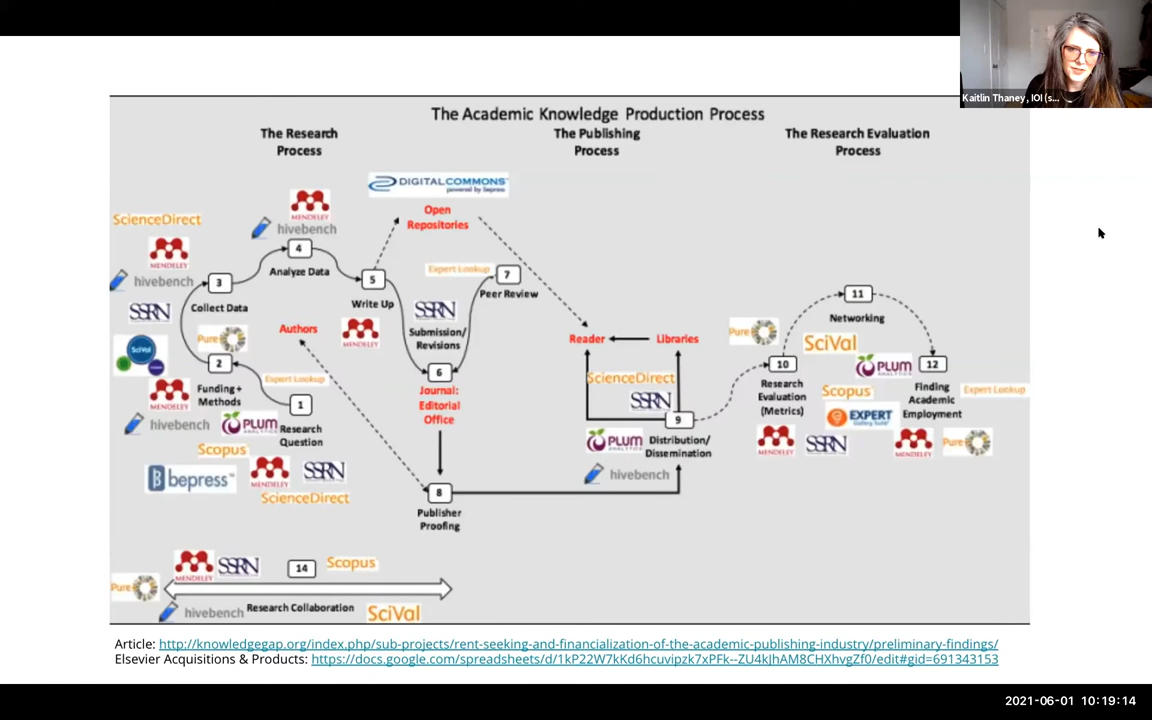 Kaitlin Thaney, IOI (s...
The Academic Knowledge Production Process
The Research
Process
The Publishing
Process
The Research Evaluation
Process
DIGITALCOMMONS
powered by bepress
Open
Repositories
MENDELEY
hivebench
ScienceDirect
MENDELEY
hivebench
4
Analyze Data
3
Collect Data
5
Write Up
MENDELEY
Expert Lookup
7
Peer Review
SSRN
Submission/
Revisions
SSRN
Pure
SciVal
Authors
2
Funding +
Methods
MENDELEY
hivebench
Expert Lookup
1
Research
Question
PLUM
ANALYTICS
Scopus
bepress
MENDELEY
SSRN
ScienceDirect
6
Journal:
Editorial
Office
8
Publisher
Proofing
Reader
Libraries
ScienceDirect
SSRN
9
Distribution/
Dissemination
PLUM
ANALYTICS
hivebench
11
Networking
Pure
SciVal
10
Research
Evaluation
(Metrics)
MENDELEY
SSRN
PLUM
ANALYTICS
Scopus
EXPERT
12
Finding
Academic
Employment
Expert Lookup
MENDELEY
Pure
MENDELEY
SSRN
14
Scopus
Pure
hivebench
Research Collaboration
SciVal
Article: http://knowledgegap.org/index.php/sub-projects/rent-seeking-and-financialization-of-the-academic-publishing-industry/preliminary-findings/
Elsevier Acquisitions & Products: https://docs.google.com/spreadsheets/d/1kP22W7kKd6hcuvipzk7xPFk--ZU4kJhAM8CHXhvgZf0/edit#gid=691343153
2021-06-01 10:19:14